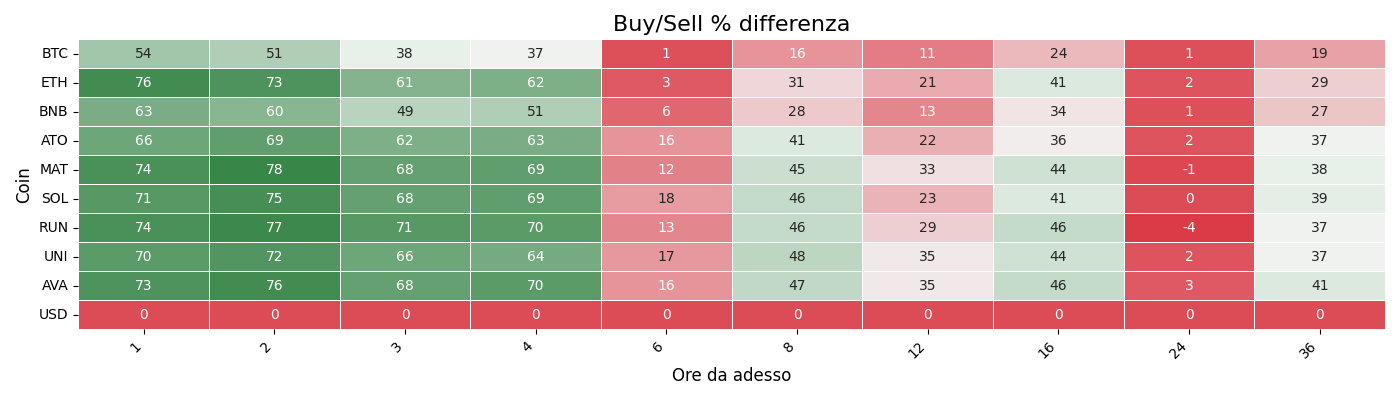 Buy/Sell % differenza
Coin
BTC 54 51 38 37 1 16 11 24 1 19
ETH 76 73 61 62 3 31 21 41 2 29
BNB 63 60 49 51 6 28 13 34 1 27
ATO 66 69 62 63 16 41 22 36 2 37
MAT 74 78 68 69 12 45 33 44 -1 38
SOL 71 75 68 69 18 46 23 41 0 39
RUN 74 77 71 70 13 46 29 46 -4 37
UNI 70 72 66 64 17 48 35 44 2 37
AVA 73 76 68 70 16 47 35 46 3 41
USD 0 0 0 0 0 0 0 0 0 0
1 2 3 4 6 8 12 16 24 36
Ore da adesso